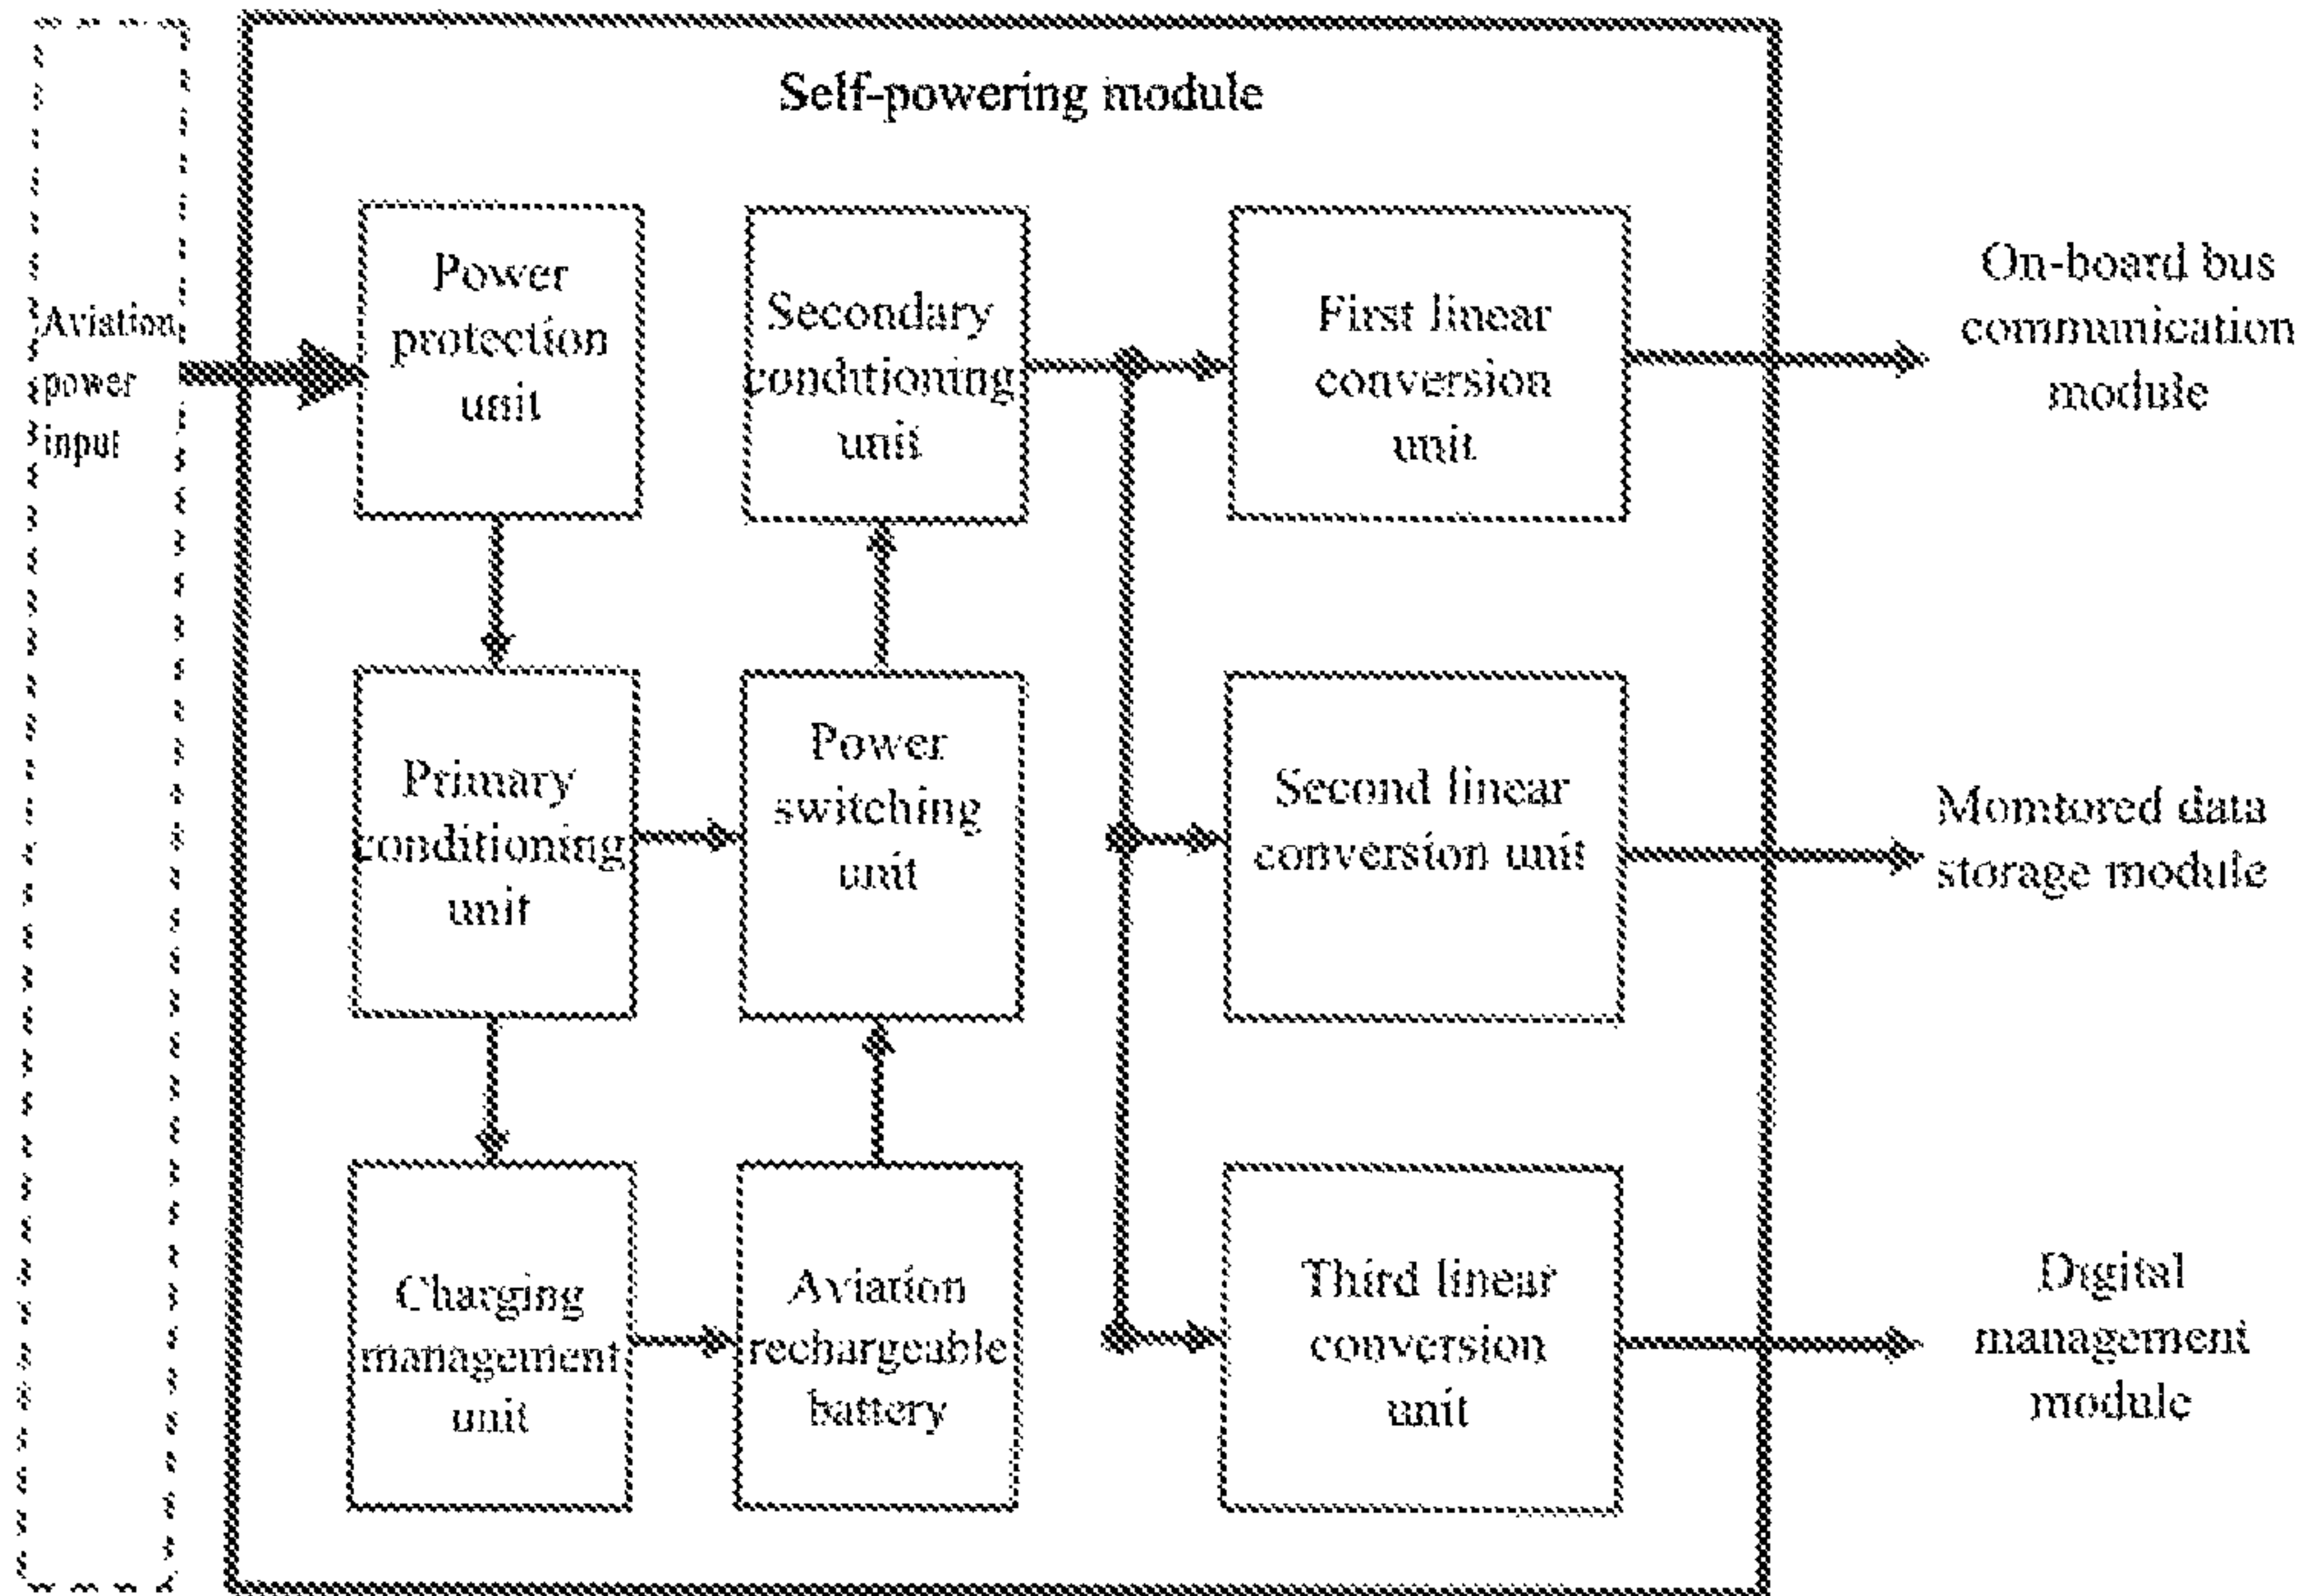 Self-powering module
Aviation
power
input
Power
protection
unit
Secondary
conditioning
unit
First linear
conversion
unit
On-board bus
communication
module
Primary
conditioning
unit
Power
switching
unit
Second linear
conversion unit
Momtored data
storage module
Charging
management
unit
Aviation
rechargeable
battery
Third linear
conversion
unit
Digital
management
module